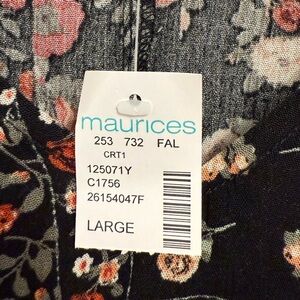 maurices
253 732 FAL
CRT1
125071Y
C1756
26154047F
LARGE